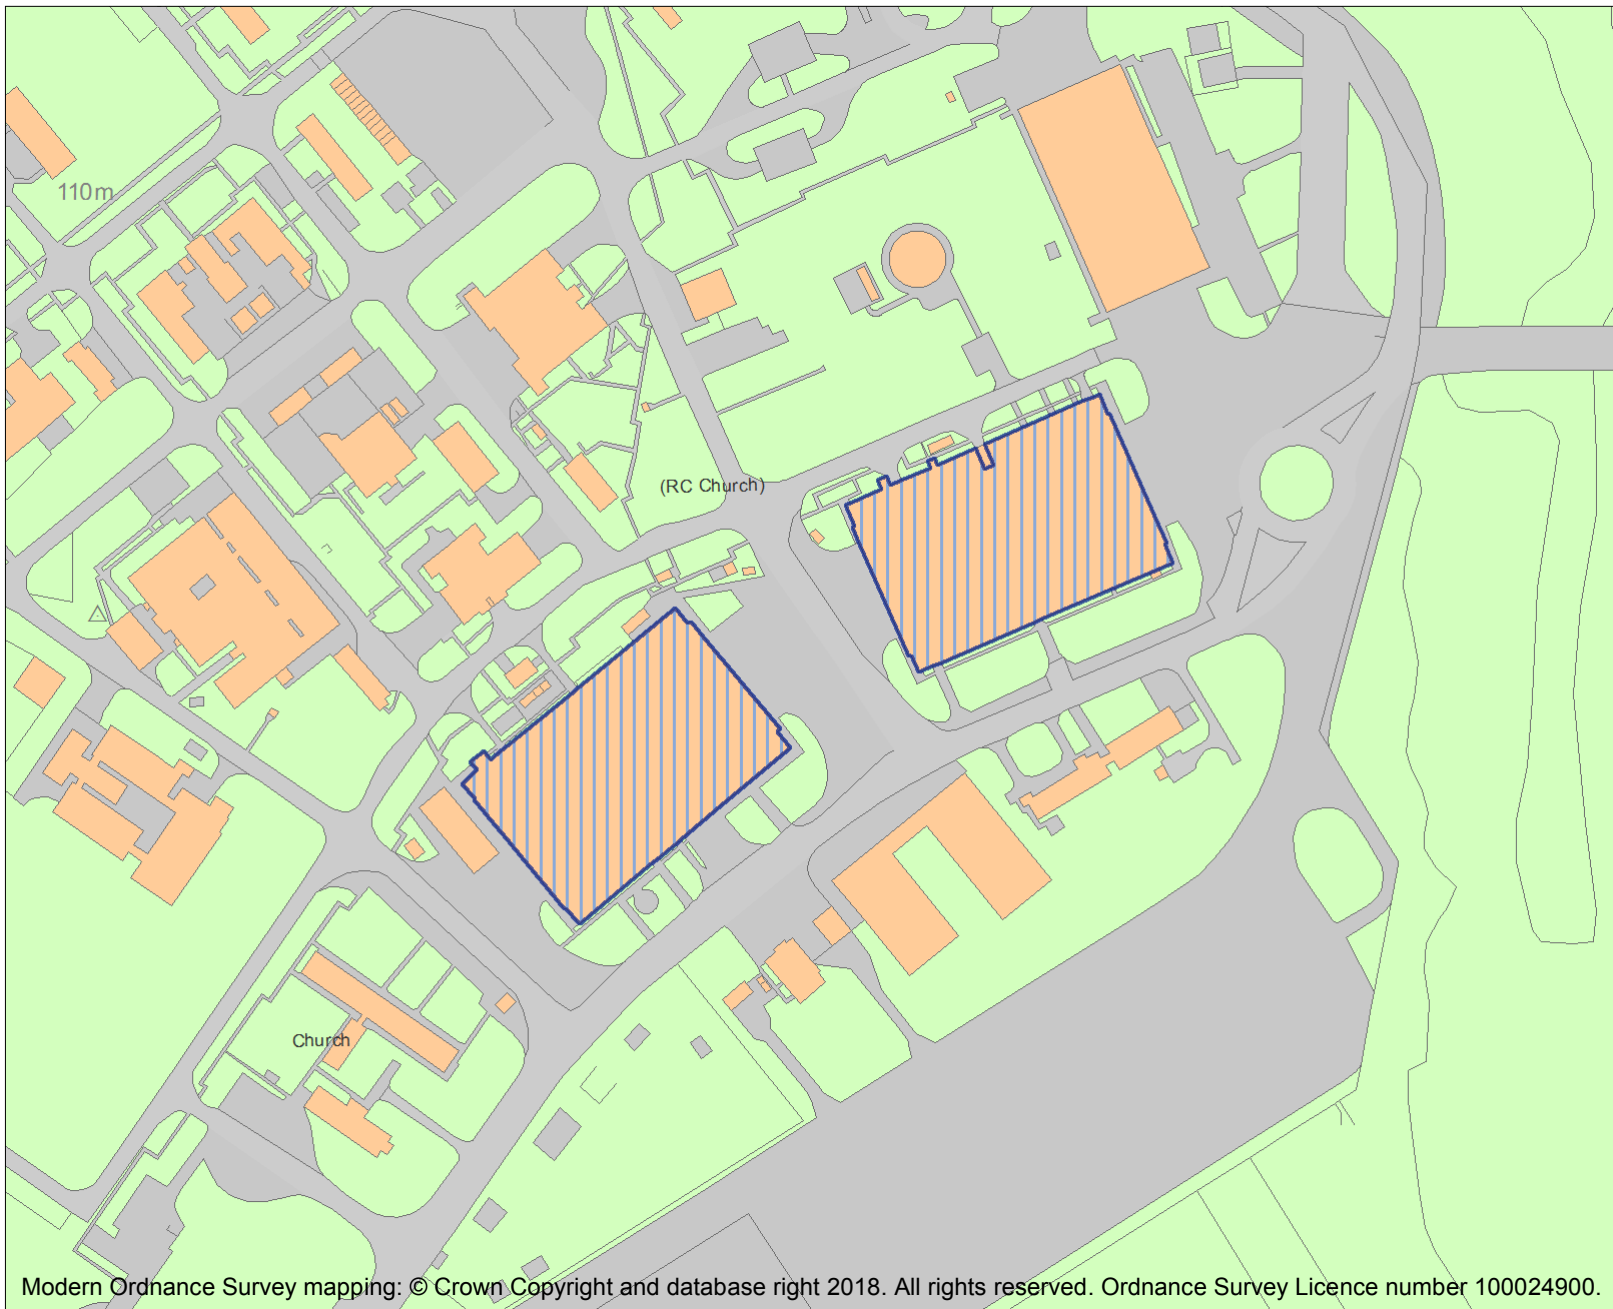 110m
(RC Church)
Church
Modern Ordnance Survey mapping: © Crown Copyright and database right 2018. All rights reserved. Ordnance Survey Licence number 100024900.